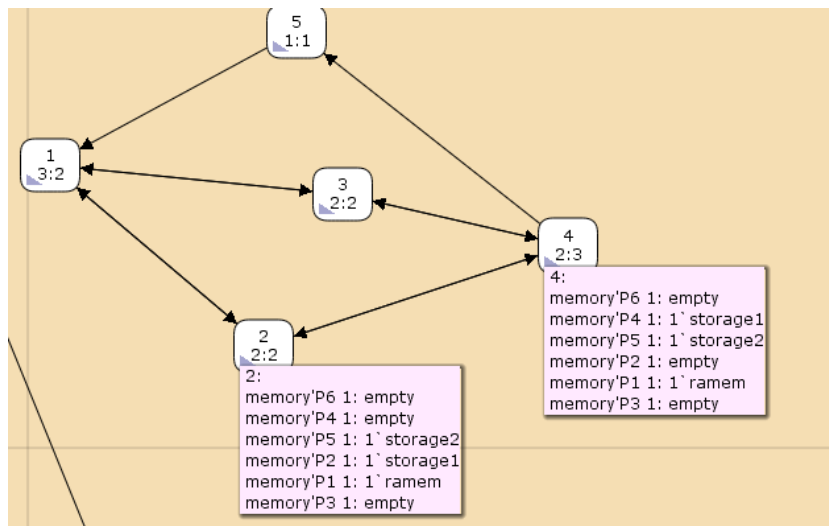 5
1:1
1
3:2
3
2:2
4
2:3
4:
memory'P6 1: empty
memory'P4 1: 1`storage1
memory'P5 1: 1`storage2
memory'P2 1: empty
memory'P1 1: 1`ramem
memory'P3 1: empty
2
2:2
2:
memory'P6 1: empty
memory'P4 1: empty
memory'P5 1: 1`storage2
memory'P2 1: 1`storage1
memory'P1 1: 1`ramem
memory'P3 1: empty